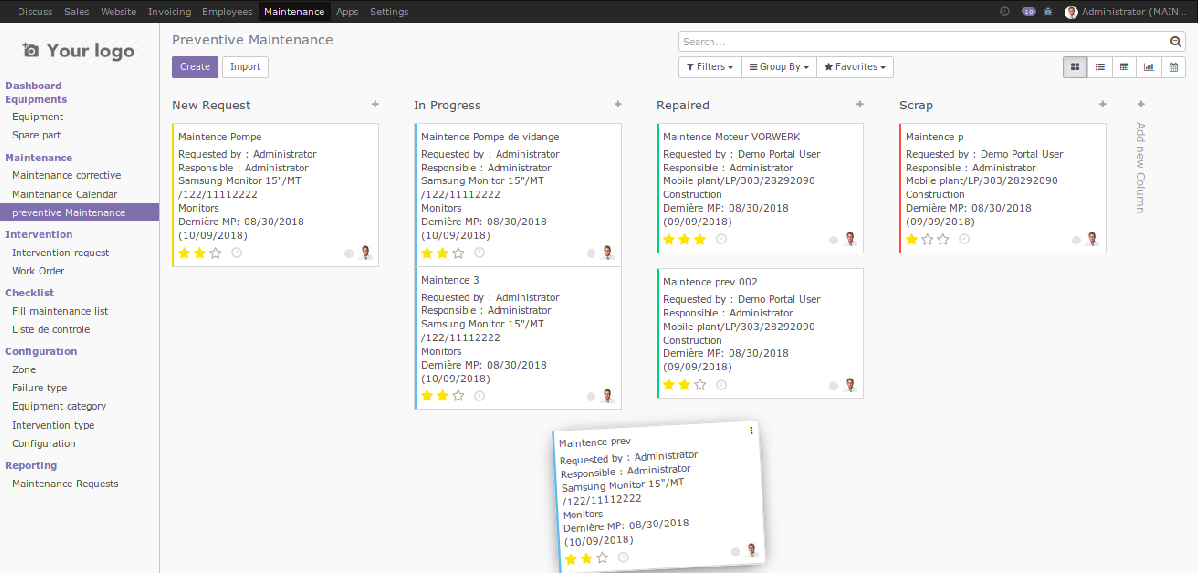 Discuss Sales Website Invoicing Employees Maintenance Apps Settings
10 Administrator (MAIN...
Your logo
Dashboard
Equipments
Equipment
Spare part
Maintenance
Maintenance corrective
Maintenance Calendar
preventive Maintenance
Intervention
Intervention request
Work Order
Checklist
Fill maintenance list
Liste de controle
Configuration
Zone
Failure type
Equipment category
Intervention type
Configuration
Reporting
Maintenance Requests
Preventive Maintenance
Search...
Create Import
Filters Group By Favorites
New Request +
Maintence Pompe
Requested by : Administrator
Responsible : Administrator
Samsung Monitor 15"/MT
/122/11112222
Monitors
Dernière MP: 08/30/2018
(10/09/2018)
In Progress +
Maintence Pompe de vidange
Requested by : Administrator
Responsible : Administrator
Samsung Monitor 15"/MT
/122/11112222
Monitors
Dernière MP: 08/30/2018
(10/09/2018)
Maintence 3
Requested by : Administrator
Responsible : Administrator
Samsung Monitor 15"/MT
/122/11112222
Monitors
Dernière MP: 08/30/2018
(10/09/2018)
Maintence prev
Requested by : Administrator
Responsible : Administrator
Samsung Monitor 15"/MT
/122/11112222
Monitors
Dernière MP: 08/30/2018
(10/09/2018)
Repaired +
Maintence Moteur VORWERK
Requested by : Demo Portal User
Responsible : Administrator
Mobile plant/LP/303/28292090
Construction
Dernière MP: 08/30/2018
(09/09/2018)
Maintence prev 002
Requested by : Demo Portal User
Responsible : Administrator
Mobile plant/LP/303/28292090
Construction
Dernière MP: 08/30/2018
(09/09/2018)
Scrap +
Maintence p
Requested by : Demo Portal User
Responsible : Administrator
Mobile plant/LP/303/28292090
Construction
Dernière MP: 08/30/2018
(09/09/2018)
+
Add new Column